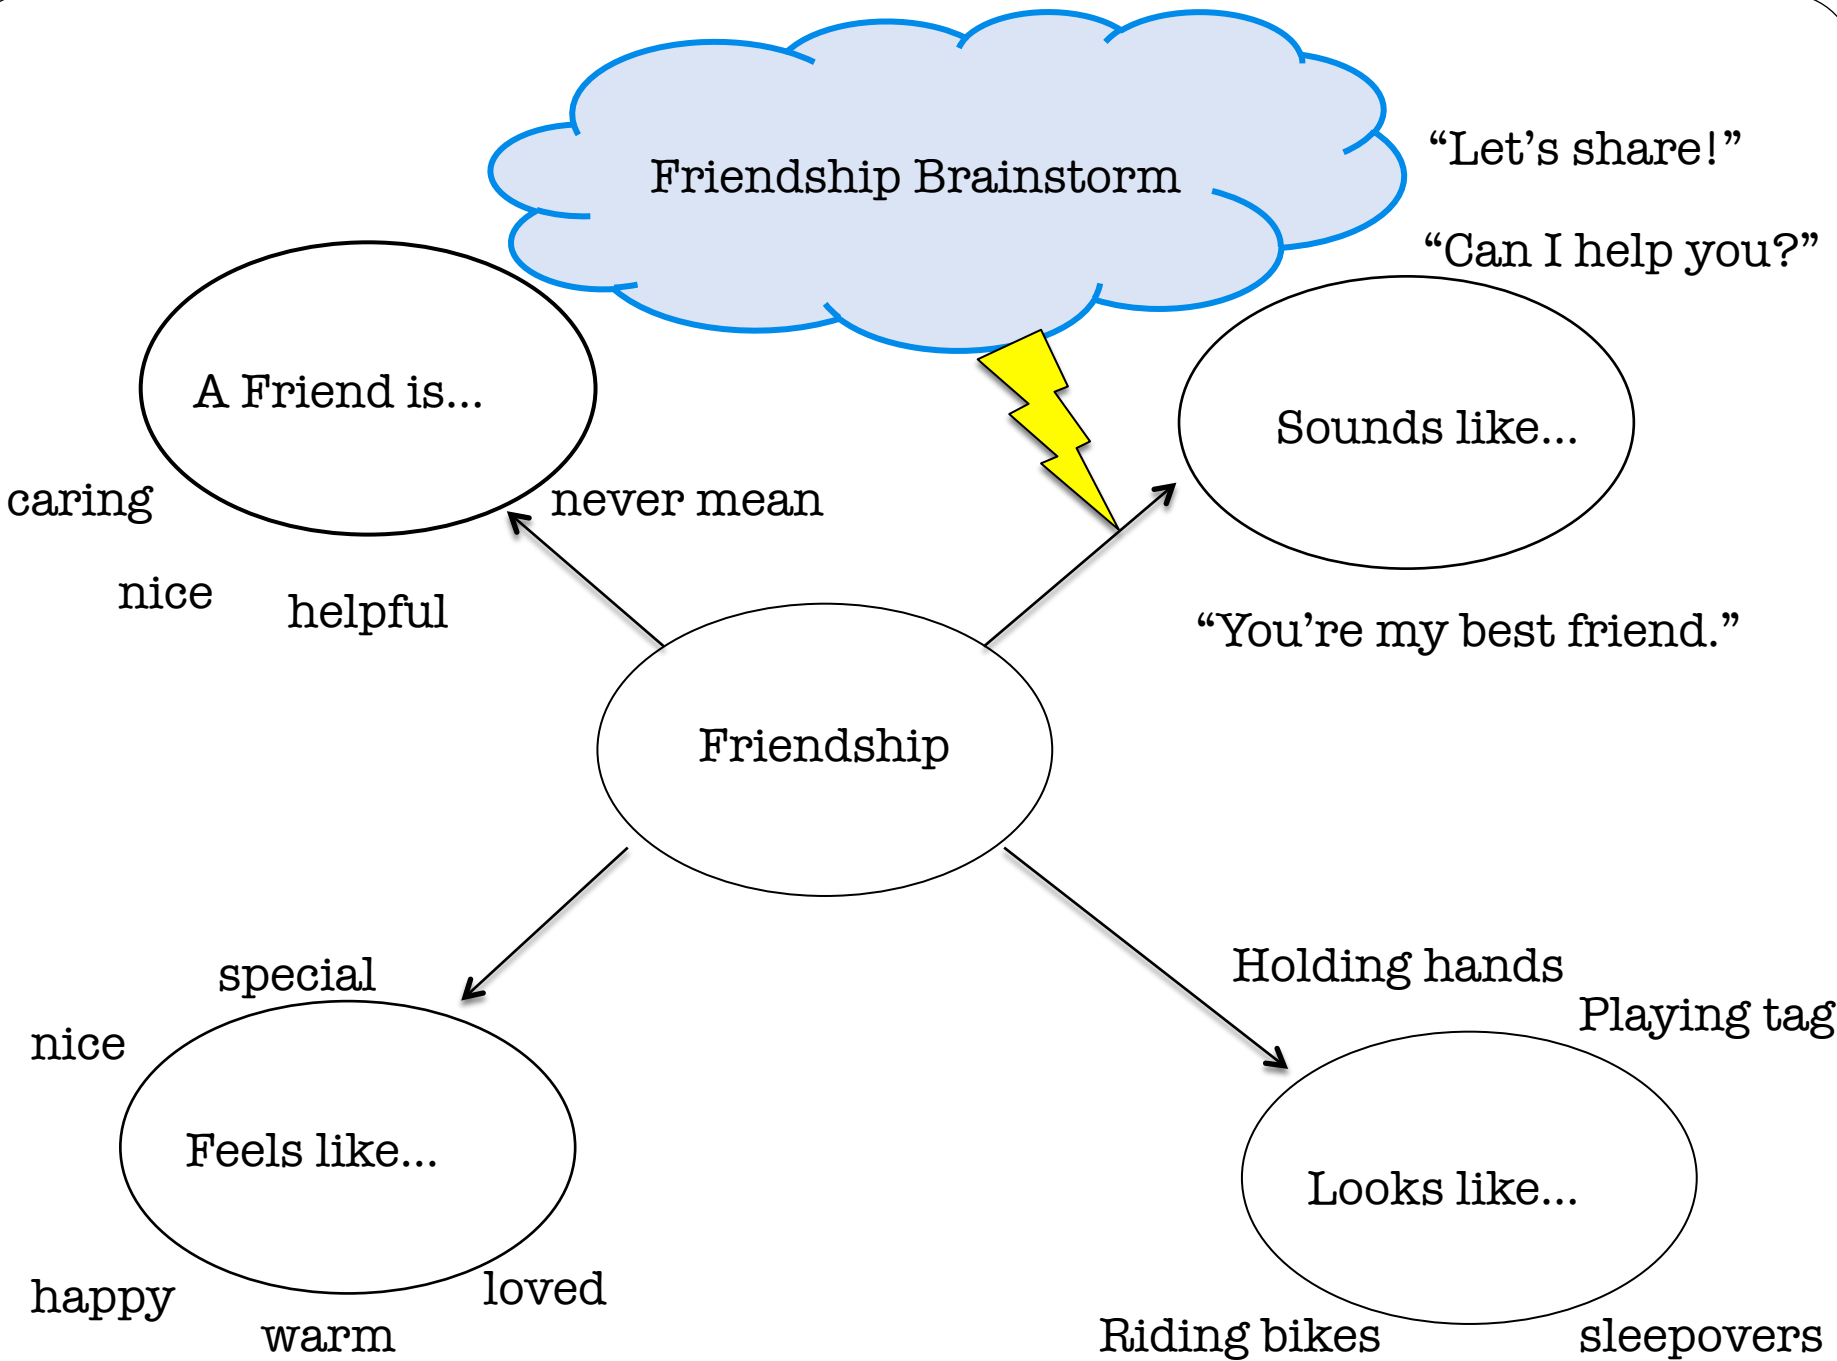 Friendship Brainstorm
“Let’s share!”
“Can I help you?”
A Friend is...
Sounds like...
caring
never mean
nice
helpful
“You’re my best friend.”
Friendship
special
Holding hands
Playing tag
nice
Feels like...
Looks like...
happy
loved
warm
Riding bikes
sleepovers